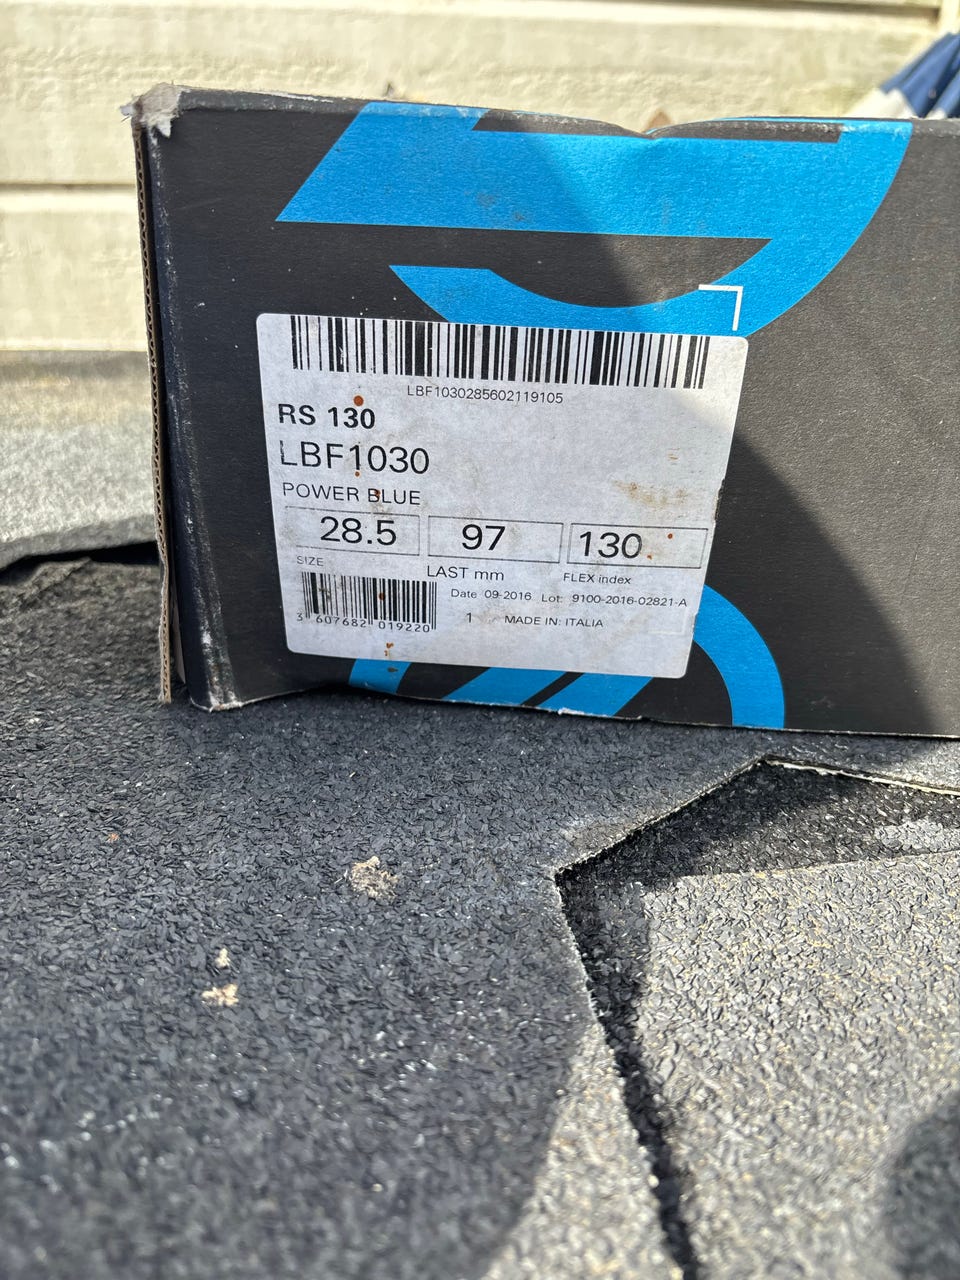 LBF1030285602119105
RS 130
LBF1030
POWER BLUE
28.5 97 130
SIZE LAST mm FLEX index
Date 09-2016 Lot: 9100-2016-02821-A
1 MADE IN: ITALIA
3 607682 019220